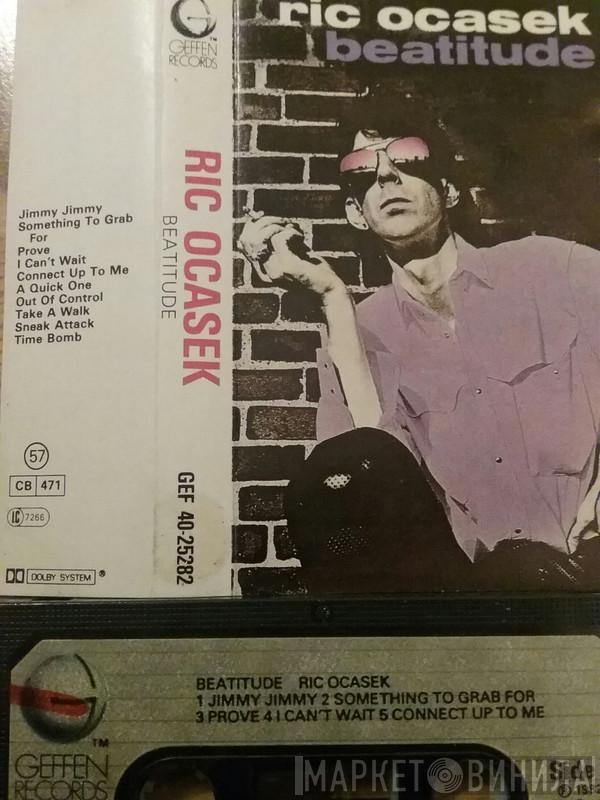 GEFFEN
RECORDS™
Jimmy Jimmy
Something To Grab
For
Prove
I Can't Wait
Connect Up To Me
A Quick One
Out Of Control
Take A Walk
Sneak Attack
Time Bomb
57
CB 471
LC 7266
DOLBY SYSTEM ®
RIC OCASEK
BEATITUDE
GEF 40-25282
ric ocasek
beatitude
BEATITUDE RIC OCASEK
1 JIMMY JIMMY 2 SOMETHING TO GRAB FOR
3 PROVE 4 I CAN'T WAIT 5 CONNECT UP TO ME
TM
GEFFEN
RECORDS
Side
МАРКЕТ ВИНИЛА